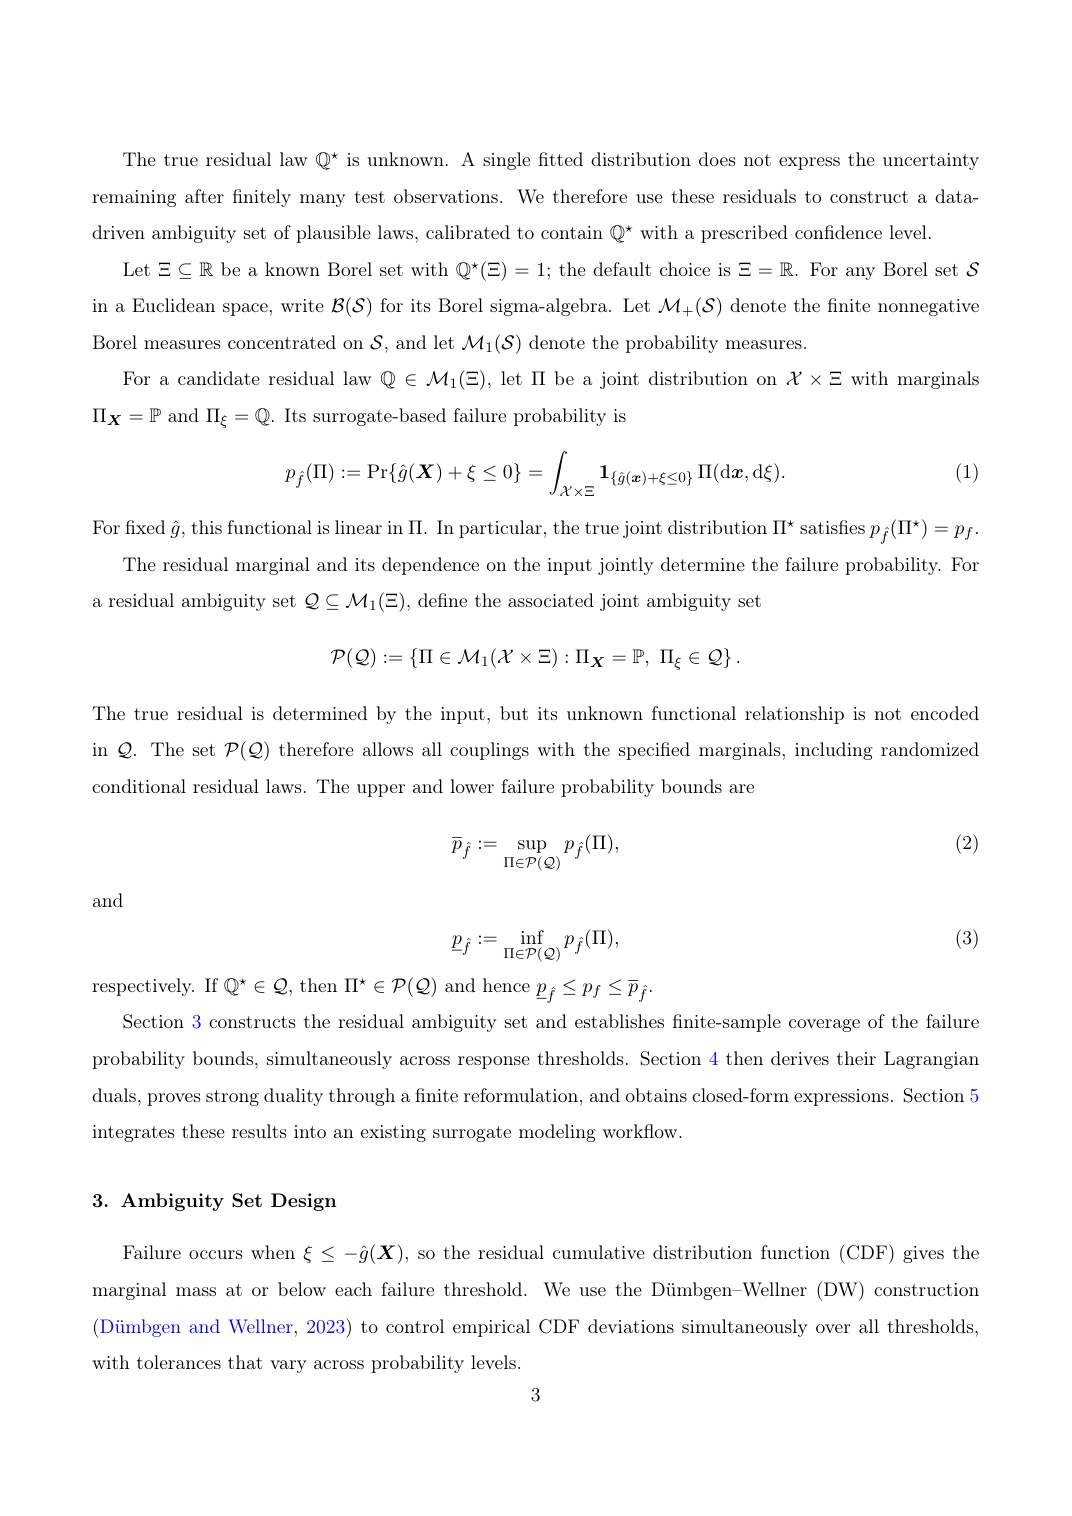 The true residual law ℚ⋆ is unknown. A single fitted distribution does not express the uncertainty
remaining after finitely many test observations. We therefore use these residuals to construct a data-
driven ambiguity set of plausible laws, calibrated to contain ℚ⋆ with a prescribed confidence level.
Let Ξ ⊆ ℝ be a known Borel set with ℚ⋆(Ξ) = 1; the default choice is Ξ = ℝ. For any Borel set 𝒮
in a Euclidean space, write ℬ(𝒮) for its Borel sigma-algebra. Let ℳ₊(𝒮) denote the finite nonnegative
Borel measures concentrated on 𝒮, and let ℳ₁(𝒮) denote the probability measures.
For a candidate residual law ℚ ∈ ℳ₁(Ξ), let Π be a joint distribution on 𝒳 × Ξ with marginals
Π_𝑿 = ℙ and Π_ξ = ℚ. Its surrogate-based failure probability is
p_f̂(Π) := Pr{ĝ(𝑿) + ξ ≤ 0} = ∫_{𝒳×Ξ} 𝟏_{ĝ(𝒙)+ξ≤0} Π(d𝒙, dξ). (1)
For fixed ĝ, this functional is linear in Π. In particular, the true joint distribution Π⋆ satisfies p_f̂(Π⋆) = p_f.
The residual marginal and its dependence on the input jointly determine the failure probability. For
a residual ambiguity set 𝒬 ⊆ ℳ₁(Ξ), define the associated joint ambiguity set
𝒫(𝒬) := {Π ∈ ℳ₁(𝒳 × Ξ) : Π_𝑿 = ℙ, Π_ξ ∈ 𝒬} .
The true residual is determined by the input, but its unknown functional relationship is not encoded
in 𝒬. The set 𝒫(𝒬) therefore allows all couplings with the specified marginals, including randomized
conditional residual laws. The upper and lower failure probability bounds are
p̅_f̂ := sup_{Π∈𝒫(𝒬)} p_f̂(Π), (2)
and
p̲_f̂ := inf_{Π∈𝒫(𝒬)} p_f̂(Π), (3)
respectively. If ℚ⋆ ∈ 𝒬, then Π⋆ ∈ 𝒫(𝒬) and hence p̲_f̂ ≤ p_f ≤ p̅_f̂.
Section 3 constructs the residual ambiguity set and establishes finite-sample coverage of the failure
probability bounds, simultaneously across response thresholds. Section 4 then derives their Lagrangian
duals, proves strong duality through a finite reformulation, and obtains closed-form expressions. Section 5
integrates these results into an existing surrogate modeling workflow.
3. Ambiguity Set Design
Failure occurs when ξ ≤ −ĝ(𝑿), so the residual cumulative distribution function (CDF) gives the
marginal mass at or below each failure threshold. We use the Dümbgen–Wellner (DW) construction
(Dümbgen and Wellner, 2023) to control empirical CDF deviations simultaneously over all thresholds,
with tolerances that vary across probability levels.
3